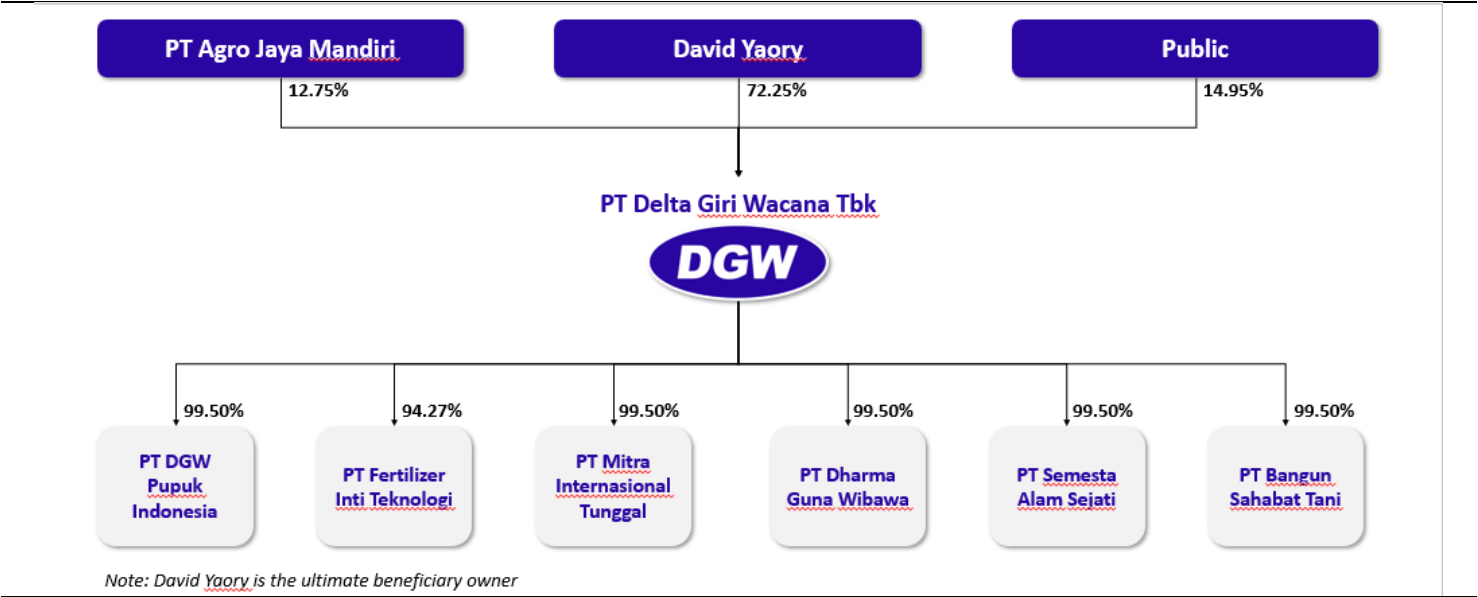 PT Agro Jaya Mandiri
David Yaory
Public
12.75%
72.25%
14.95%
PT Delta Giri Wacana Tbk
DGW
99.50%
94.27%
99.50%
99.50%
99.50%
99.50%
PT DGW
Pupuk
Indonesia
PT Fertilizer
Inti Teknologi
PT Mitra
Internasional
Tunggal
PT Dharma
Guna Wibawa
PT Semesta
Alam Sejati
PT Bangun
Sahabat Tani
Note: David Yaory is the ultimate beneficiary owner